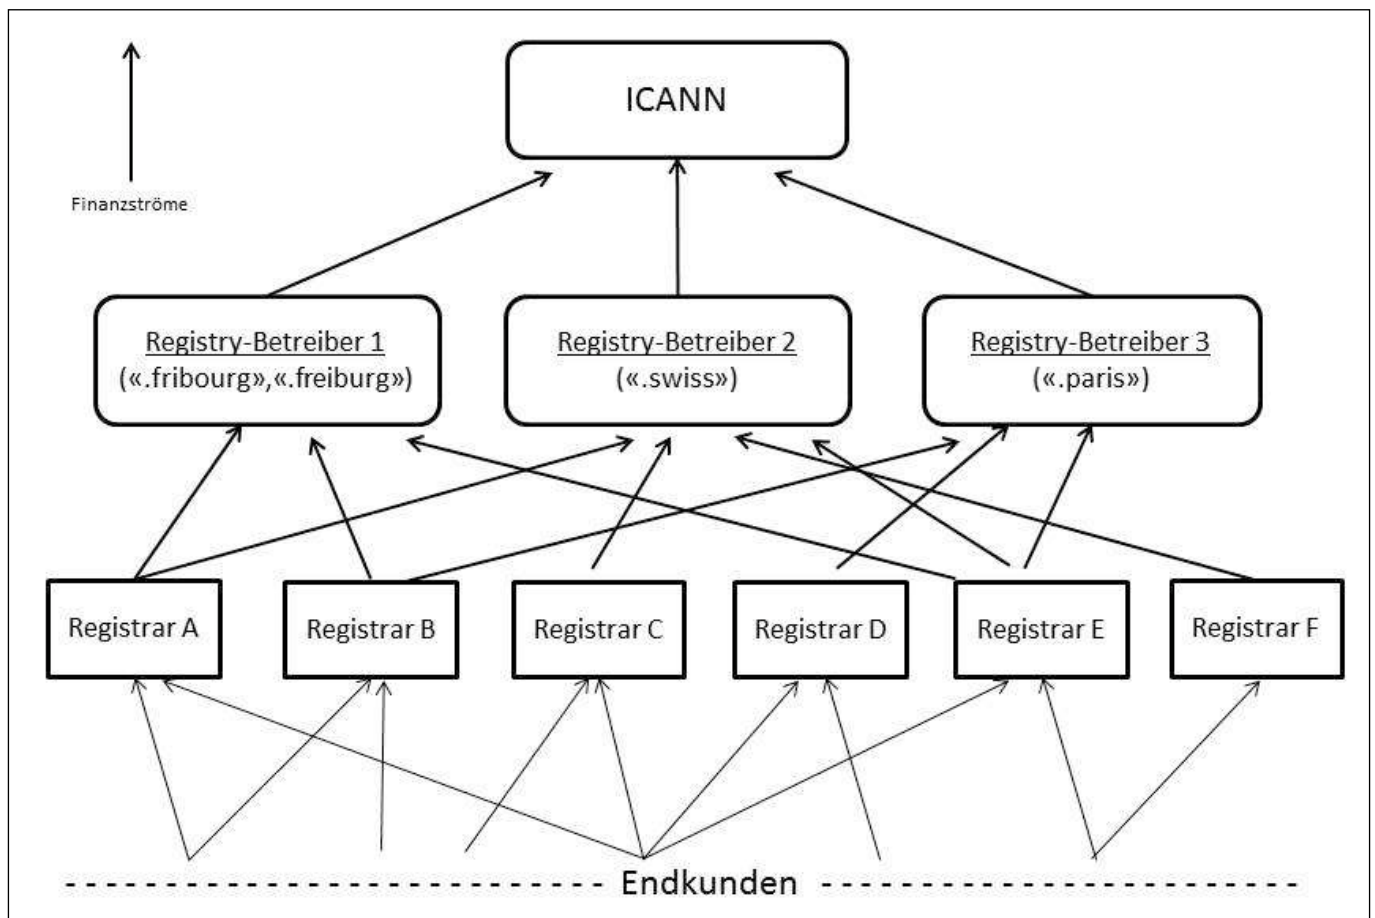 ICANN
Finanzströme
Registry-Betreiber 1
(«.fribourg»,«.freiburg»)
Registry-Betreiber 2
(«.swiss»)
Registry-Betreiber 3
(«.paris»)
Registrar A
Registrar B
Registrar C
Registrar D
Registrar E
Registrar F
Endkunden